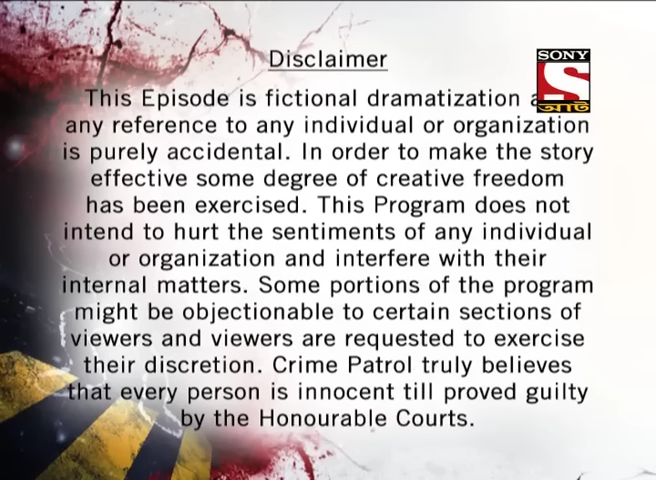 Disclaimer
SONY
S
আট
This Episode is fictional dramatization
any reference to any individual or organization
is purely accidental. In order to make the story
effective some degree of creative freedom
has been exercised. This Program does not
intend to hurt the sentiments of any individual
or organization and interfere with their
internal matters. Some portions of the program
might be objectionable to certain sections of
viewers and viewers are requested to exercise
their discretion. Crime Patrol truly believes
that every person is innocent till proved guilty
by the Honourable Courts.